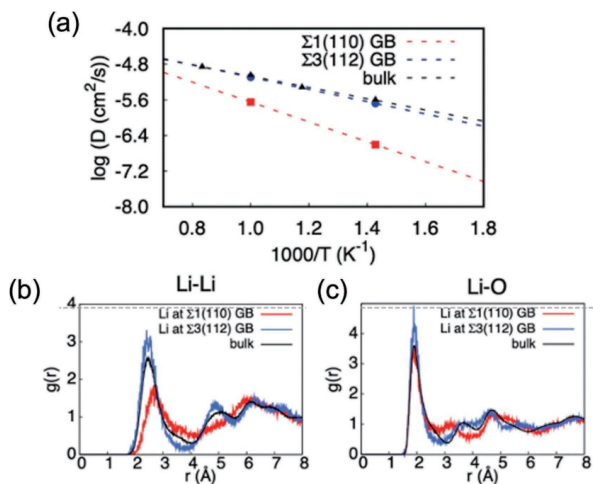 (a)
-4.0
-4.8
-5.6
-6.4
-7.2
-8.0
log (D (cm²/s))
Σ1(110) GB
Σ3(112) GB
bulk
0.8 1.0 1.2 1.4 1.6 1.8
1000/T (K⁻¹)
(b) Li-Li
4
3
2
1
0
g(r)
Li at Σ1(110) GB
Li at Σ3(112) GB
bulk
0 1 2 3 4 5 6 7 8
r (Å)
(c) Li-O
5
4
3
2
1
0
g(r)
Li at Σ1(110) GB
Li at Σ3(112) GB
bulk
0 1 2 3 4 5 6 7 8
r (Å)